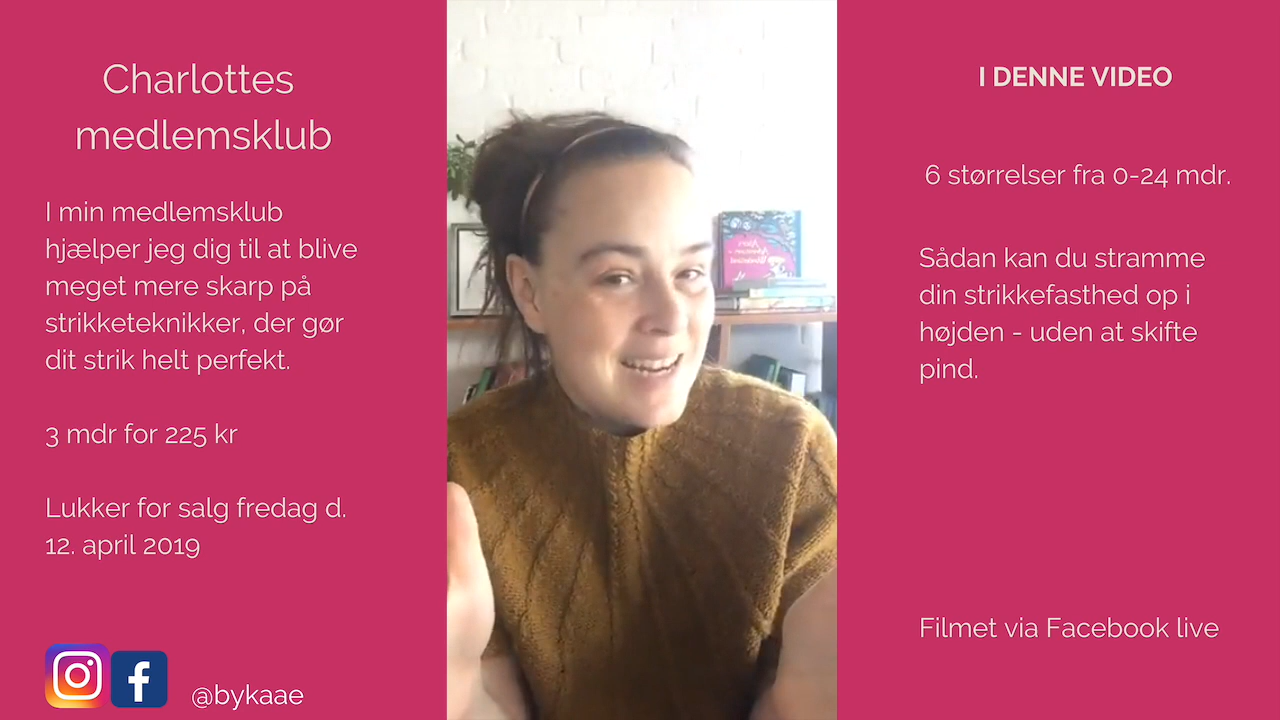 Charlottes
medlemsklub
I min medlemsklub
hjælper jeg dig til at blive
meget mere skarp på
strikketeknikker, der gør
dit strik helt perfekt.
3 mdr for 225 kr
Lukker for salg fredag d.
12. april 2019
@bykaae
I DENNE VIDEO
6 størrelser fra 0-24 mdr.
Sådan kan du stramme
din strikkefasthed op i
højden - uden at skifte
pind.
Filmet via Facebook live